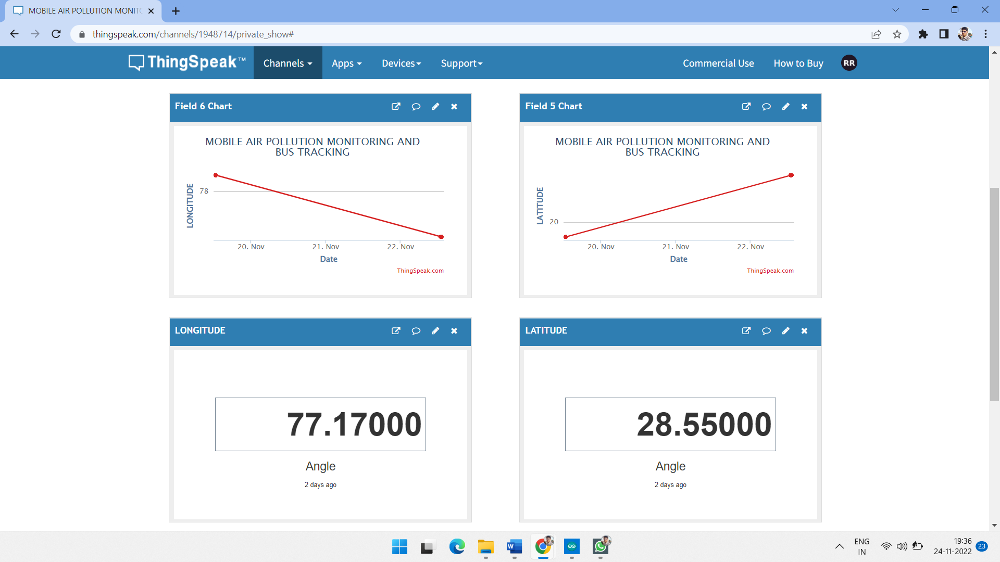 MOBILE AIR POLLUTION MONITO
thingspeak.com/channels/1948714/private_show#
ThingSpeak™ Channels Apps Devices Support Commercial Use How to Buy RR
Field 6 Chart
MOBILE AIR POLLUTION MONITORING AND
BUS TRACKING
LONGITUDE
78
20. Nov 21. Nov 22. Nov
Date
ThingSpeak.com
Field 5 Chart
MOBILE AIR POLLUTION MONITORING AND
BUS TRACKING
LATITUDE
20
20. Nov 21. Nov 22. Nov
Date
ThingSpeak.com
LONGITUDE
77.17000
Angle
2 days ago
LATITUDE
28.55000
Angle
2 days ago
W
ENG
IN
19:36
24-11-2022
23